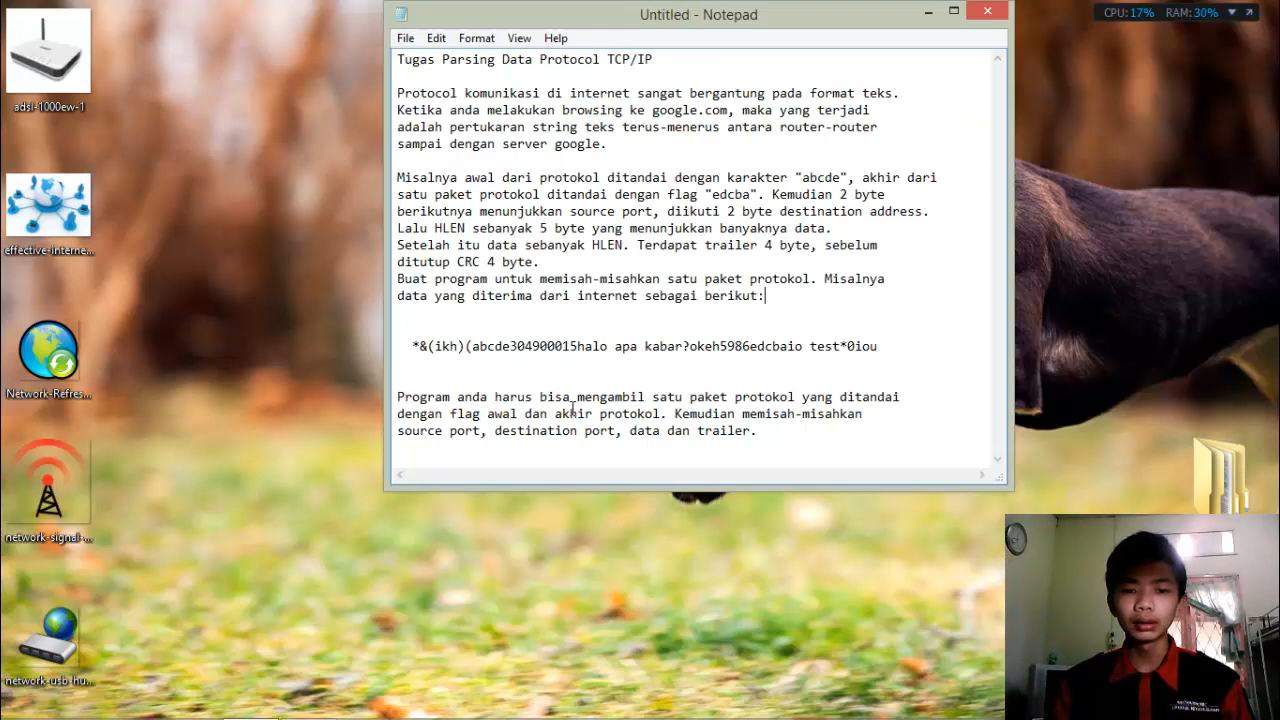 Untitled - Notepad
CPU:17% RAM:30%
File Edit Format View Help
adsl-1000ew-1
effective-interne...
Network-Refres...
network-signal-...
network-usb-hu...
Tugas Parsing Data Protocol TCP/IP
Protocol komunikasi di internet sangat bergantung pada format teks.
Ketika anda melakukan browsing ke google.com, maka yang terjadi
adalah pertukaran string teks terus-menerus antara router-router
sampai dengan server google.
Misalnya awal dari protokol ditandai dengan karakter "abcde", akhir dari
satu paket protokol ditandai dengan flag "edcba". Kemudian 2 byte
berikutnya menunjukkan source port, diikuti 2 byte destination address.
Lalu HLEN sebanyak 5 byte yang menunjukkan banyaknya data.
Setelah itu data sebanyak HLEN. Terdapat trailer 4 byte, sebelum
ditutup CRC 4 byte.
Buat program untuk memisah-misahkan satu paket protokol. Misalnya
data yang diterima dari internet sebagai berikut:
*&(ikh)(abcde304900015halo apa kabar?okeh5986edcbaio test*0iou
Program anda harus bisa mengambil satu paket protokol yang ditandai
dengan flag awal dan akhir protokol. Kemudian memisah-misahkan
source port, destination port, data dan trailer.